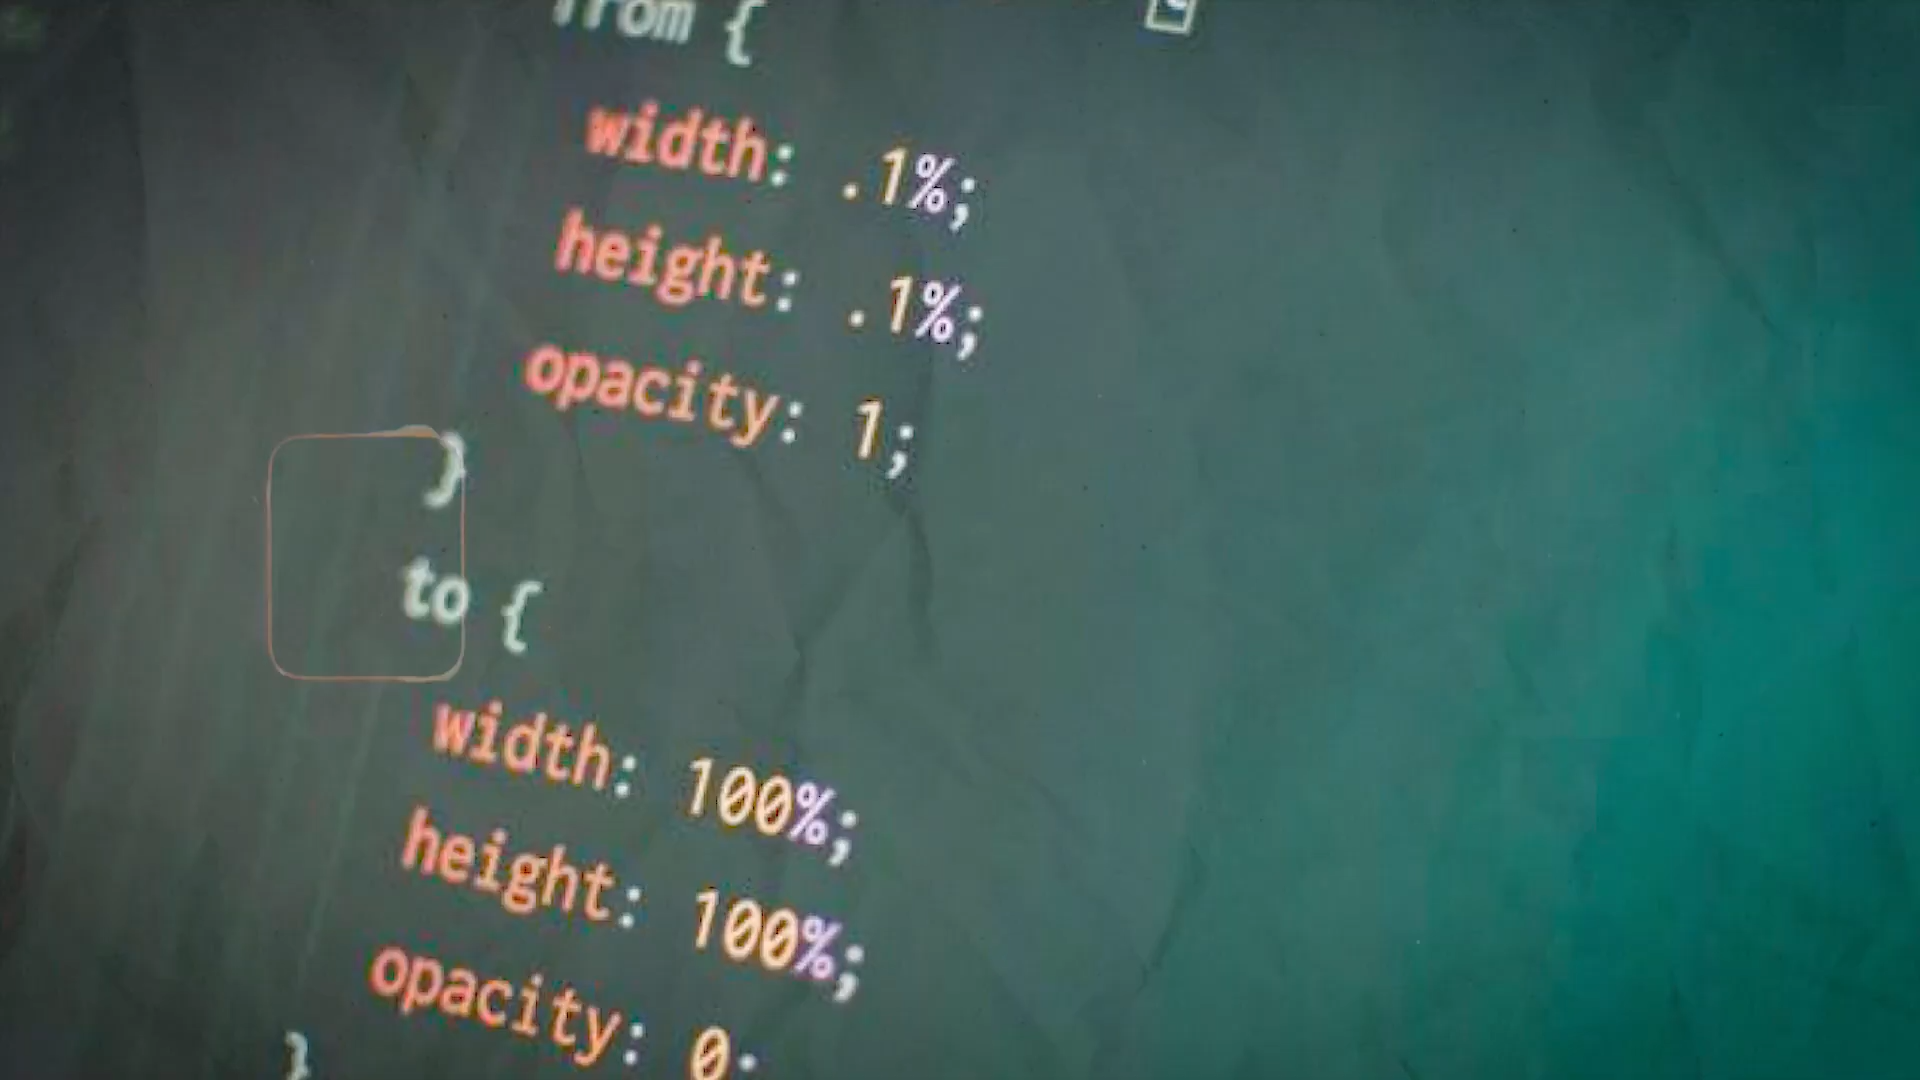 from {
width: .1%;
height: .1%;
opacity: 1;
}
to {
width: 100%;
height: 100%;
opacity: 0;
}